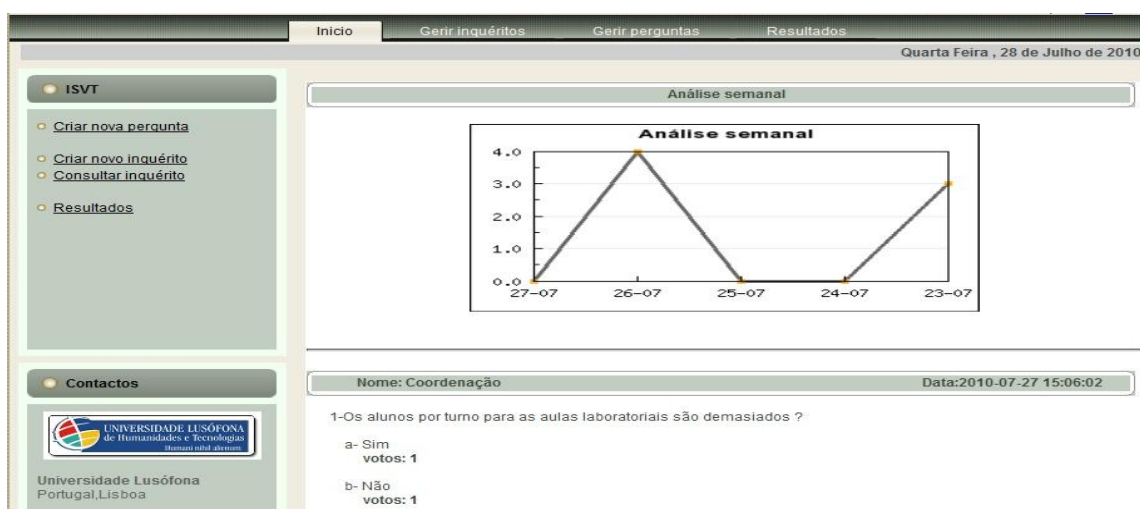 Inicio Gerir inquéritos Gerir perguntas Resultados
Quarta Feira , 28 de Julho de 2010
ISVT
Criar nova pergunta
Criar novo inquérito
Consultar inquérito
Resultados
Análise semanal
Análise semanal
4.0
3.0
2.0
1.0
0.0
27-07 26-07 25-07 24-07 23-07
Contactos
UNIVERSIDADE LUSÓFONA
de Humanidades e Tecnologias
Humani nihil alienum
Universidade Lusófona
Portugal,Lisboa
Nome: Coordenação Data:2010-07-27 15:06:02
1-Os alunos por turno para as aulas laboratoriais são demasiados ?
a- Sim
votos: 1
b- Não
votos: 1